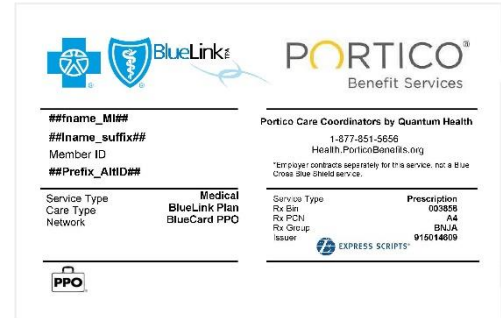 BlueLink TPA
PORTICO®
Benefit Services
##fname_MI##
##lname_suffix##
Member ID
##Prefix_AltID##
Service Type Medical
Care Type BlueLink Plan
Network BlueCard PPO
PPO
Portico Care Coordinators by Quantum Health
1-877-851-5656
Health.PorticoBenefits.org
*Employer contracts separately for this service, not a Blue
Cross Blue Shield service.
Service Type Prescription
Rx Bin 003858
Rx PCN A4
Rx Group BNJA
Issuer 915014609
EXPRESS SCRIPTS®